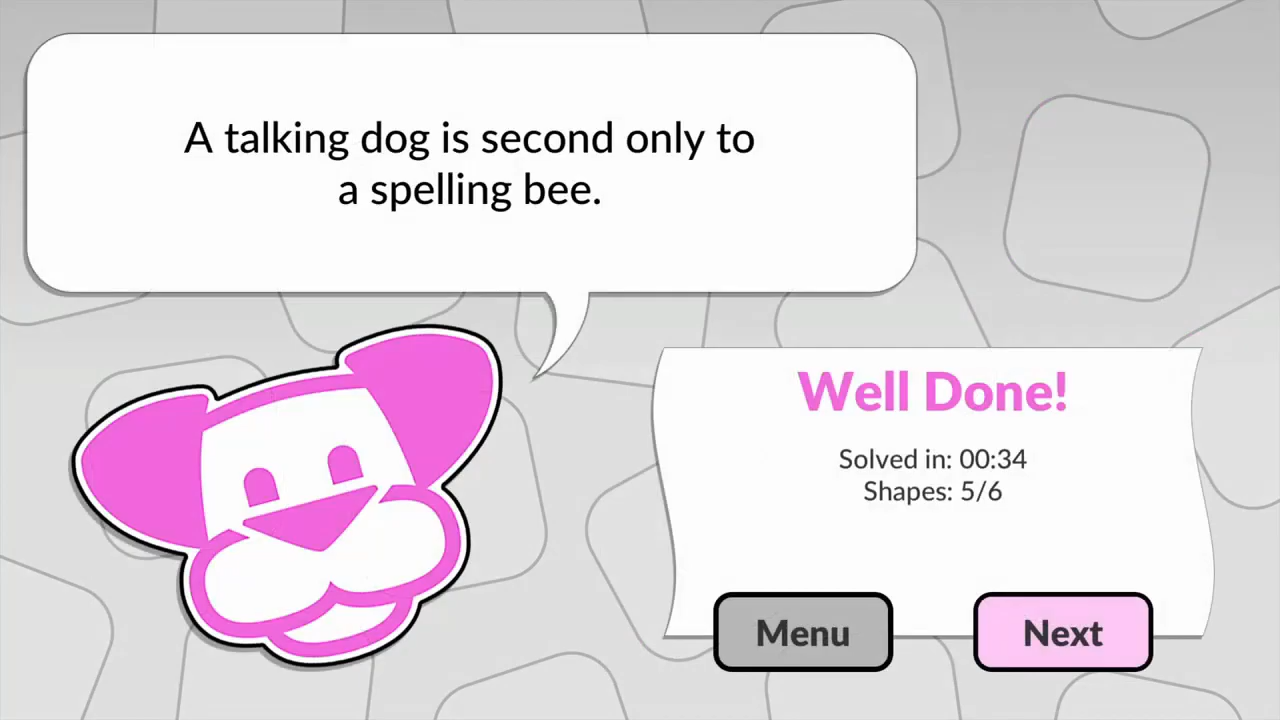 A talking dog is second only to
a spelling bee.
Well Done!
Solved in: 00:34
Shapes: 5/6
Menu
Next